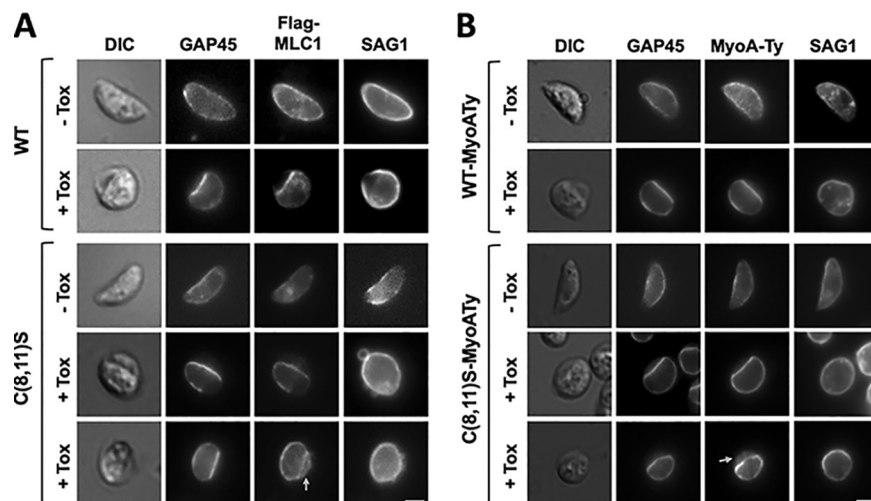 A
DIC
GAP45
Flag-
MLC1
SAG1
WT
- Tox
+ Tox
C(8,11)S
- Tox
+ Tox
+ Tox
B
DIC
GAP45
MyoA-Ty
SAG1
WT-MyoATy
- Tox
+ Tox
C(8,11)S-MyoATy
- Tox
+ Tox
+ Tox